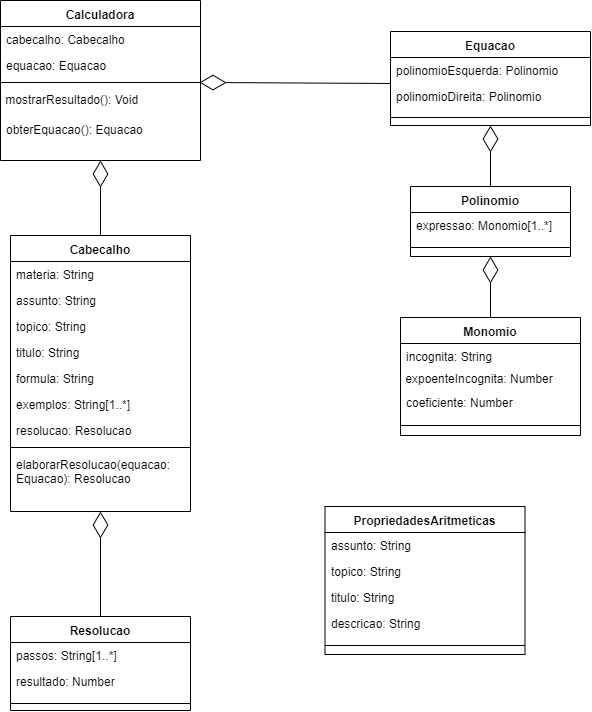 Calculadora
cabecalho: Cabecalho
equacao: Equacao
mostrarResultado(): Void
obterEquacao(): Equacao
Equacao
polinomioEsquerda: Polinomio
polinomioDireita: Polinomio
Polinomio
expressao: Monomio[1..*]
Monomio
incognita: String
expoenteIncognita: Number
coeficiente: Number
Cabecalho
materia: String
assunto: String
topico: String
titulo: String
formula: String
exemplos: String[1..*]
resolucao: Resolucao
elaborarResolucao(equacao:
Equacao): Resolucao
Resolucao
passos: String[1..*]
resultado: Number
PropriedadesAritmeticas
assunto: String
topico: String
titulo: String
descricao: String